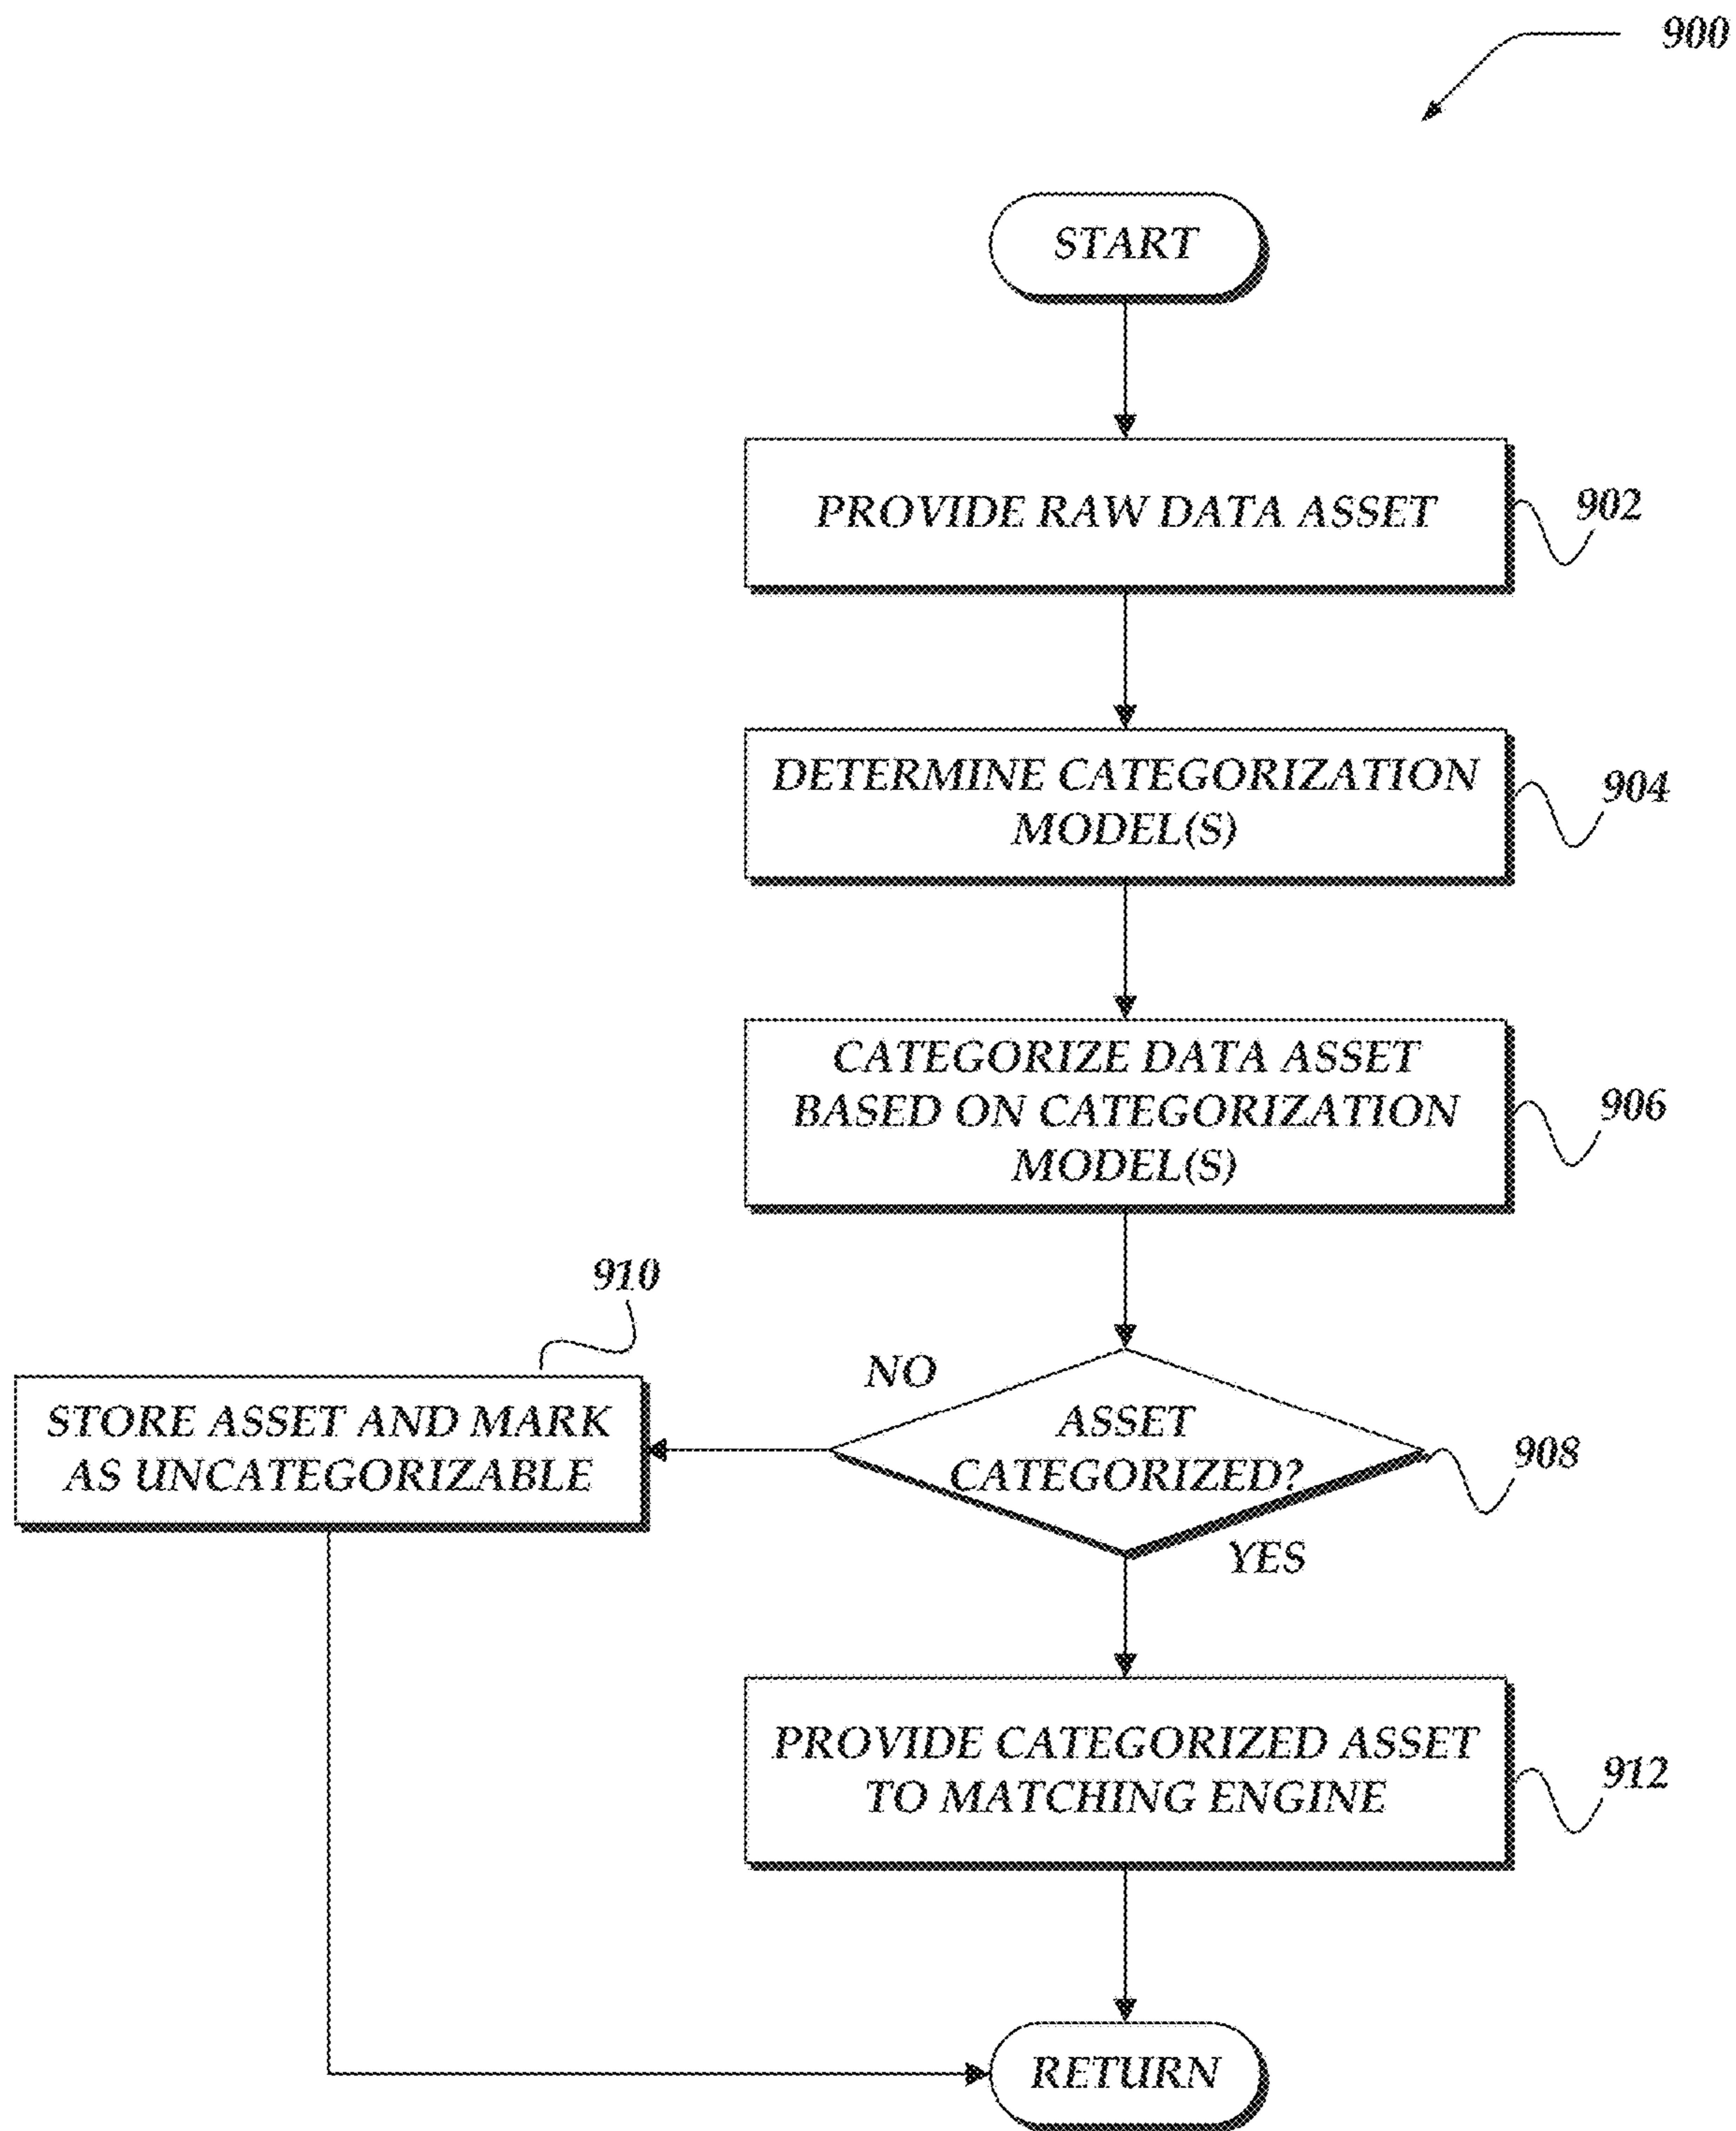 900
START
PROVIDE RAW DATA ASSET
902
DETERMINE CATEGORIZATION
MODEL(S)
904
CATEGORIZE DATA ASSET
BASED ON CATEGORIZATION
MODEL(S)
906
910
STORE ASSET AND MARK
AS UNCATEGORIZABLE
NO
ASSET
CATEGORIZED?
908
YES
PROVIDE CATEGORIZED ASSET
TO MATCHING ENGINE
912
RETURN